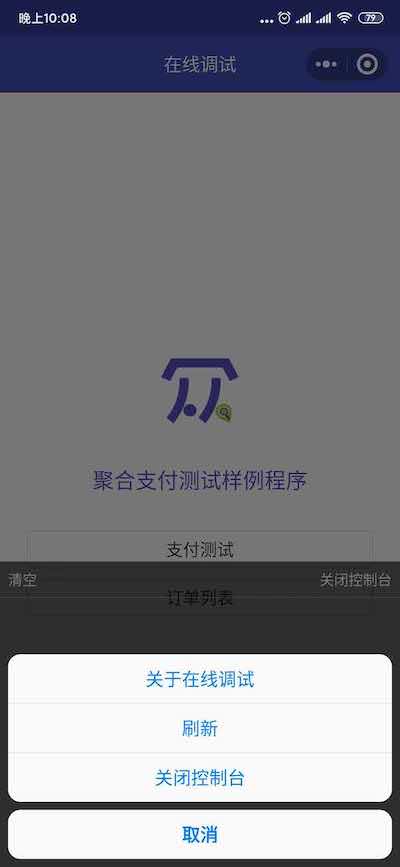 晚上10:08
79
在线调试
聚合支付测试样例程序
支付测试
清空
关闭控制台
订单列表
关于在线调试
刷新
关闭控制台
取消